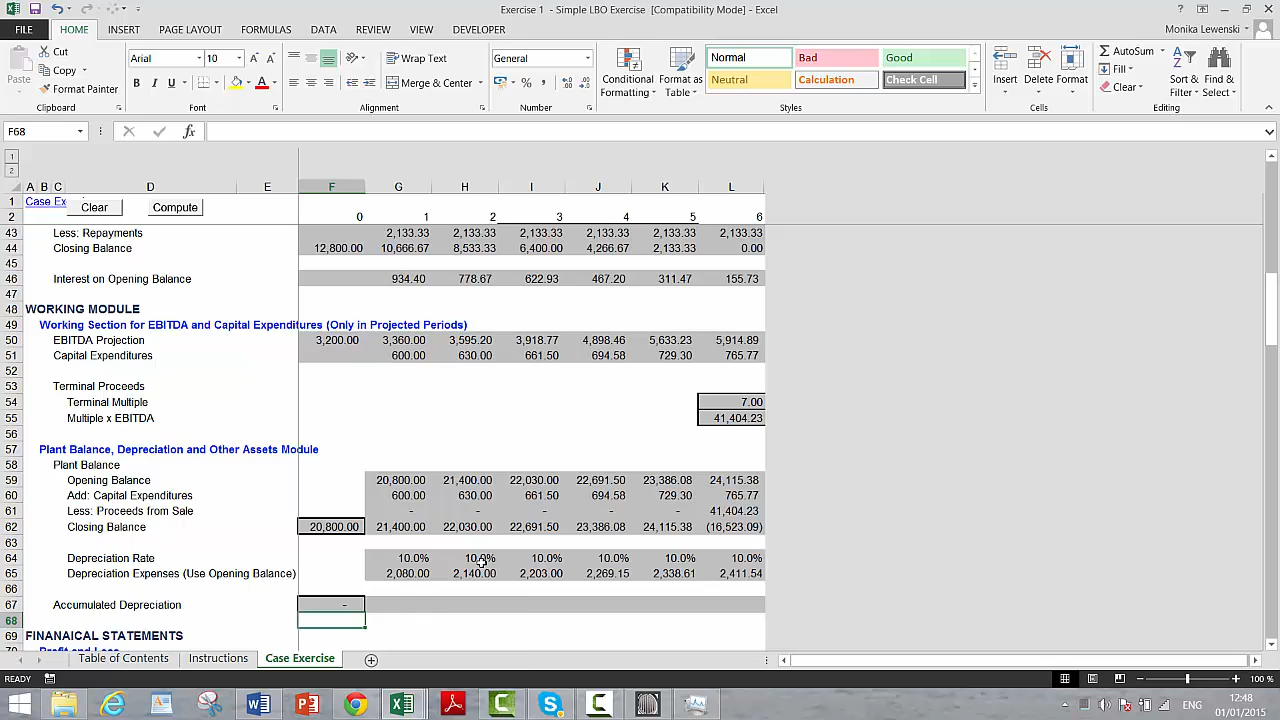 Exercise 1 - Simple LBO Exercise [Compatibility Mode] - Excel
FILE HOME INSERT PAGE LAYOUT FORMULAS DATA REVIEW VIEW DEVELOPER Monika Lewenski
Paste Cut Copy Format Painter
Clipboard
Arial 10
B I U
Font
Wrap Text
Merge & Center
Alignment
General
Number
Conditional Formatting Format as Table
Normal Bad Good
Neutral Calculation Check Cell
Styles
Insert Delete Format
Cells
AutoSum
Fill
Clear
Sort & Filter Find & Select
Editing
F68 fx
1
2
A B C D E F G H I J K L
1 Case Ex Clear Compute
2 0 1 2 3 4 5 6
43 Less: Repayments 2,133.33 2,133.33 2,133.33 2,133.33 2,133.33 2,133.33
44 Closing Balance 12,800.00 10,666.67 8,533.33 6,400.00 4,266.67 2,133.33 0.00
45
46 Interest on Opening Balance 934.40 778.67 622.93 467.20 311.47 155.73
47
48 WORKING MODULE
49 Working Section for EBITDA and Capital Expenditures (Only in Projected Periods)
50 EBITDA Projection 3,200.00 3,360.00 3,595.20 3,918.77 4,898.46 5,633.23 5,914.89
51 Capital Expenditures 600.00 630.00 661.50 694.58 729.30 765.77
52
53 Terminal Proceeds
54 Terminal Multiple 7.00
55 Multiple x EBITDA 41,404.23
56
57 Plant Balance, Depreciation and Other Assets Module
58 Plant Balance
59 Opening Balance 20,800.00 21,400.00 22,030.00 22,691.50 23,386.08 24,115.38
60 Add: Capital Expenditures 600.00 630.00 661.50 694.58 729.30 765.77
61 Less: Proceeds from Sale - - - - - 41,404.23
62 Closing Balance 20,800.00 21,400.00 22,030.00 22,691.50 23,386.08 24,115.38 (16,523.09)
63
64 Depreciation Rate 10.0% 10.0% 10.0% 10.0% 10.0% 10.0%
65 Depreciation Expenses (Use Opening Balance) 2,080.00 2,140.00 2,203.00 2,269.15 2,338.61 2,411.54
66
67 Accumulated Depreciation -
68
69 FINANAICAL STATEMENTS
70 Profit and Loss
Table of Contents Instructions Case Exercise
READY 100 %
ENG 12:48
01/01/2015